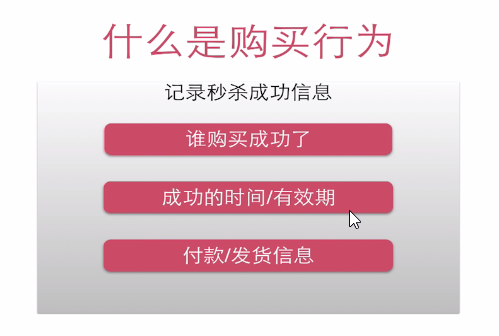 什么是购买行为
记录秒杀成功信息
谁购买成功了
成功的时间/有效期
付款/发货信息